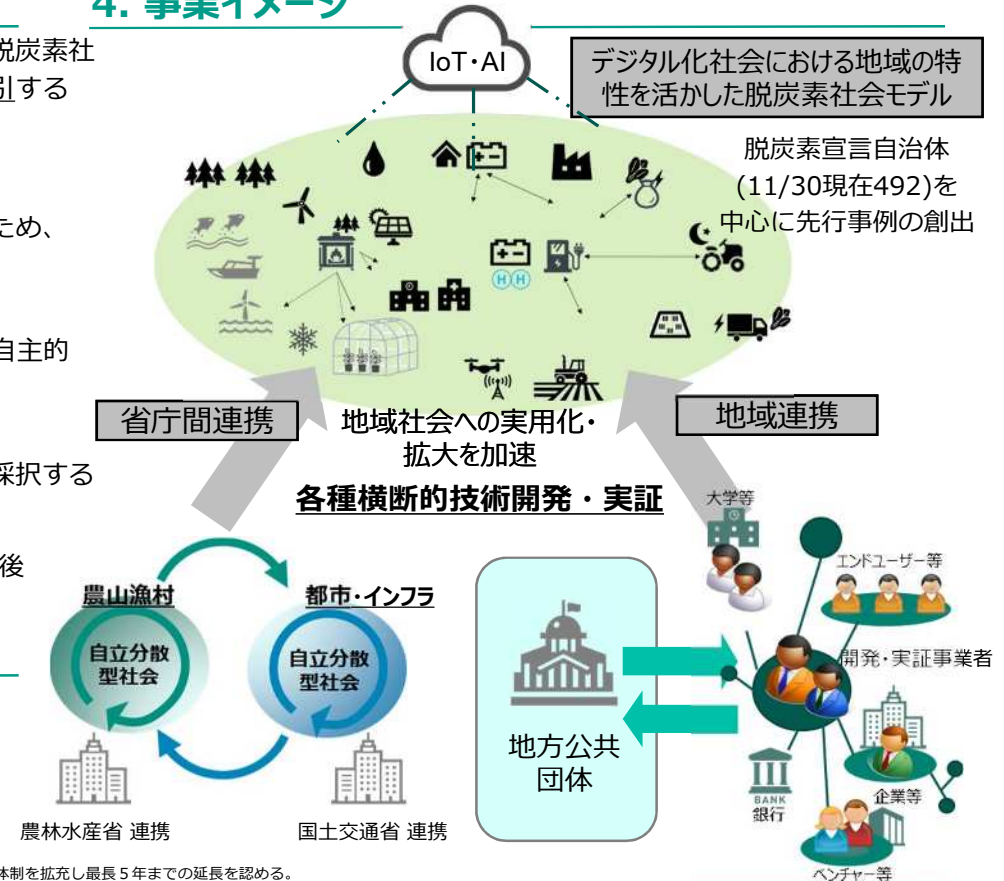 4. 事業イメージ
脱炭素社
引する
ため、
自主的
採択する
後
IoT・AI
デジタル化社会における地域の特
性を活かした脱炭素社会モデル
脱炭素宣言自治体
(11/30現在492)を
中心に先行事例の創出
H H
省庁間連携
地域社会への実用化・
拡大を加速
地域連携
各種横断的技術開発・実証
農山漁村
自立分散
型社会
都市・インフラ
自立分散
型社会
農林水産省 連携
国土交通省 連携
地方公共
団体
大学等
エンドユーザー等
開発・実証事業者
企業等
BANK
銀行
ベンチャー等
体制を拡充し最長５年までの延長を認める。